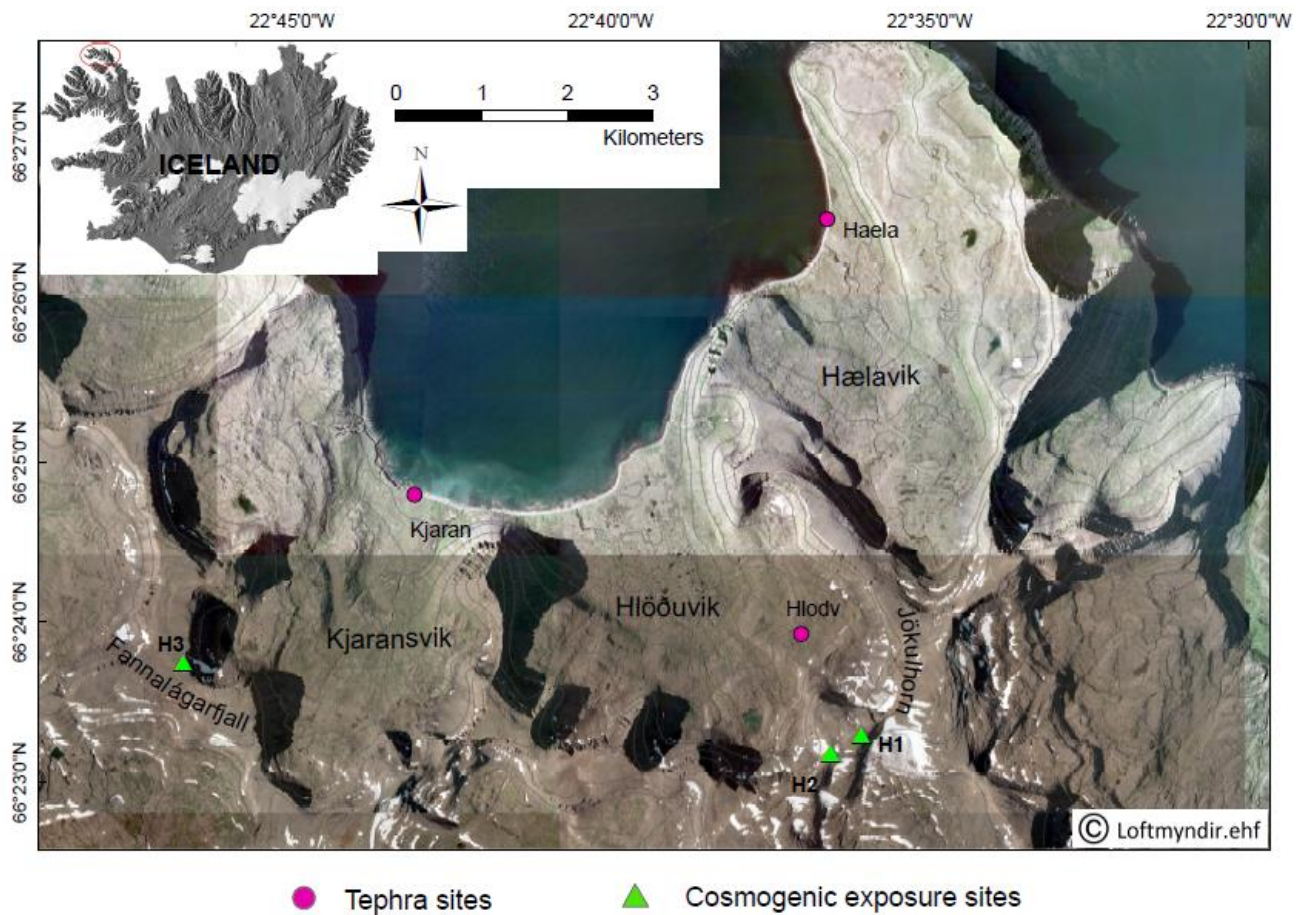 22°45'0"W 22°40'0"W 22°35'0"W 22°30'0"W
66°27'0"N
66°26'0"N
66°25'0"N
66°24'0"N
66°23'0"N
ICELAND
0 1 2 3
Kilometers
N
Haela
Hælavik
Kjaran
Hlöðuvik
Hlodv
Kjaransvik
Jökulhorn
H3
Fannalágarfjall
H1
H2
© Loftmyndir.ehf
Tephra sites
Cosmogenic exposure sites